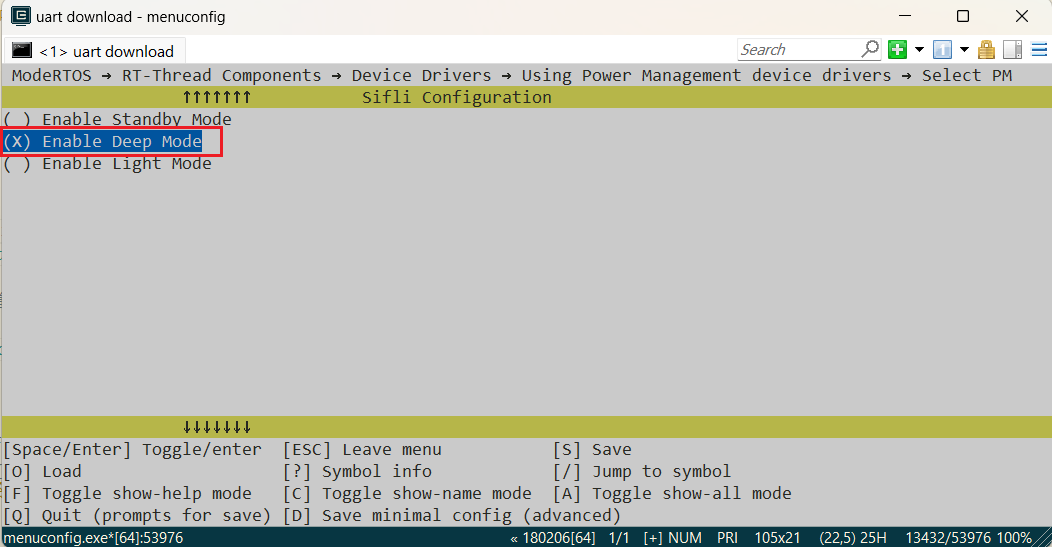 uart download - menuconfig
<1> uart download
Search
ModeRTOS → RT-Thread Components → Device Drivers → Using Power Management device drivers → Select PM
↑↑↑↑↑↑↑ Sifli Configuration
( ) Enable Standby Mode
(X) Enable Deep Mode
( ) Enable Light Mode
↓↓↓↓↓↓↓
[Space/Enter] Toggle/enter [ESC] Leave menu [S] Save
[O] Load [?] Symbol info [/] Jump to symbol
[F] Toggle show-help mode [C] Toggle show-name mode [A] Toggle show-all mode
[Q] Quit (prompts for save) [D] Save minimal config (advanced)
menuconfig.exe*[64]:53976 « 180206[64] 1/1 [+] NUM PRI 105x21 (22,5) 25H 13432/53976 100%